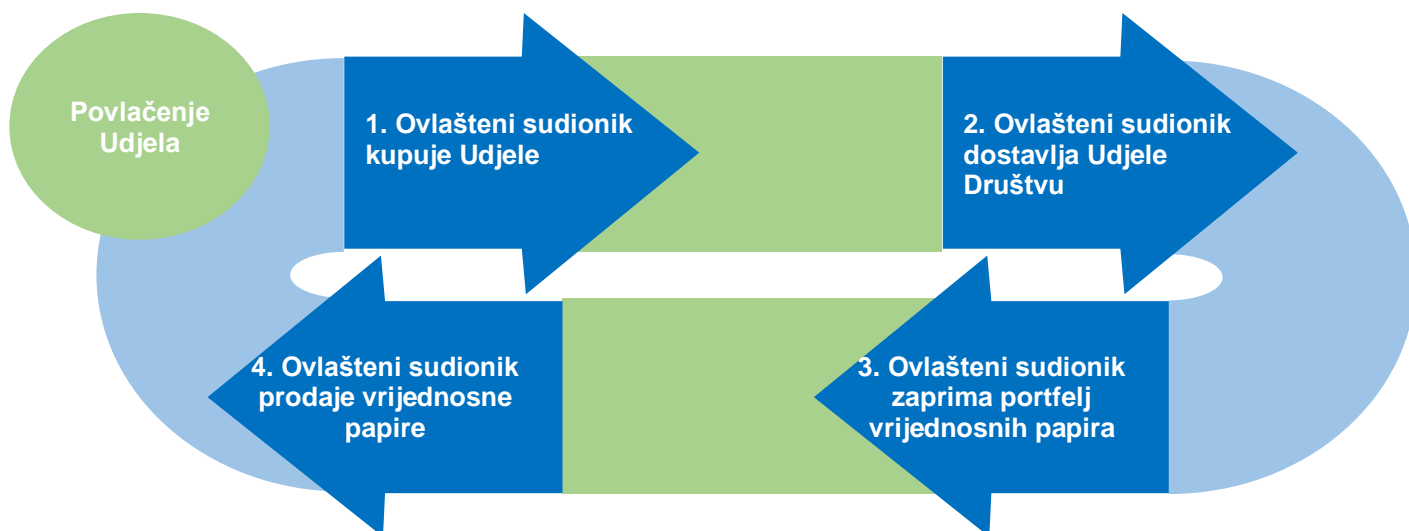 Povlačenje
Udjela
1. Ovlašteni sudionik
kupuje Udjele
2. Ovlašteni sudionik
dostavlja Udjele
Društvu
3. Ovlašteni sudionik
zaprima portfelj
vrijednosnih papira
4. Ovlašteni sudionik
prodaje vrijednosne
papire